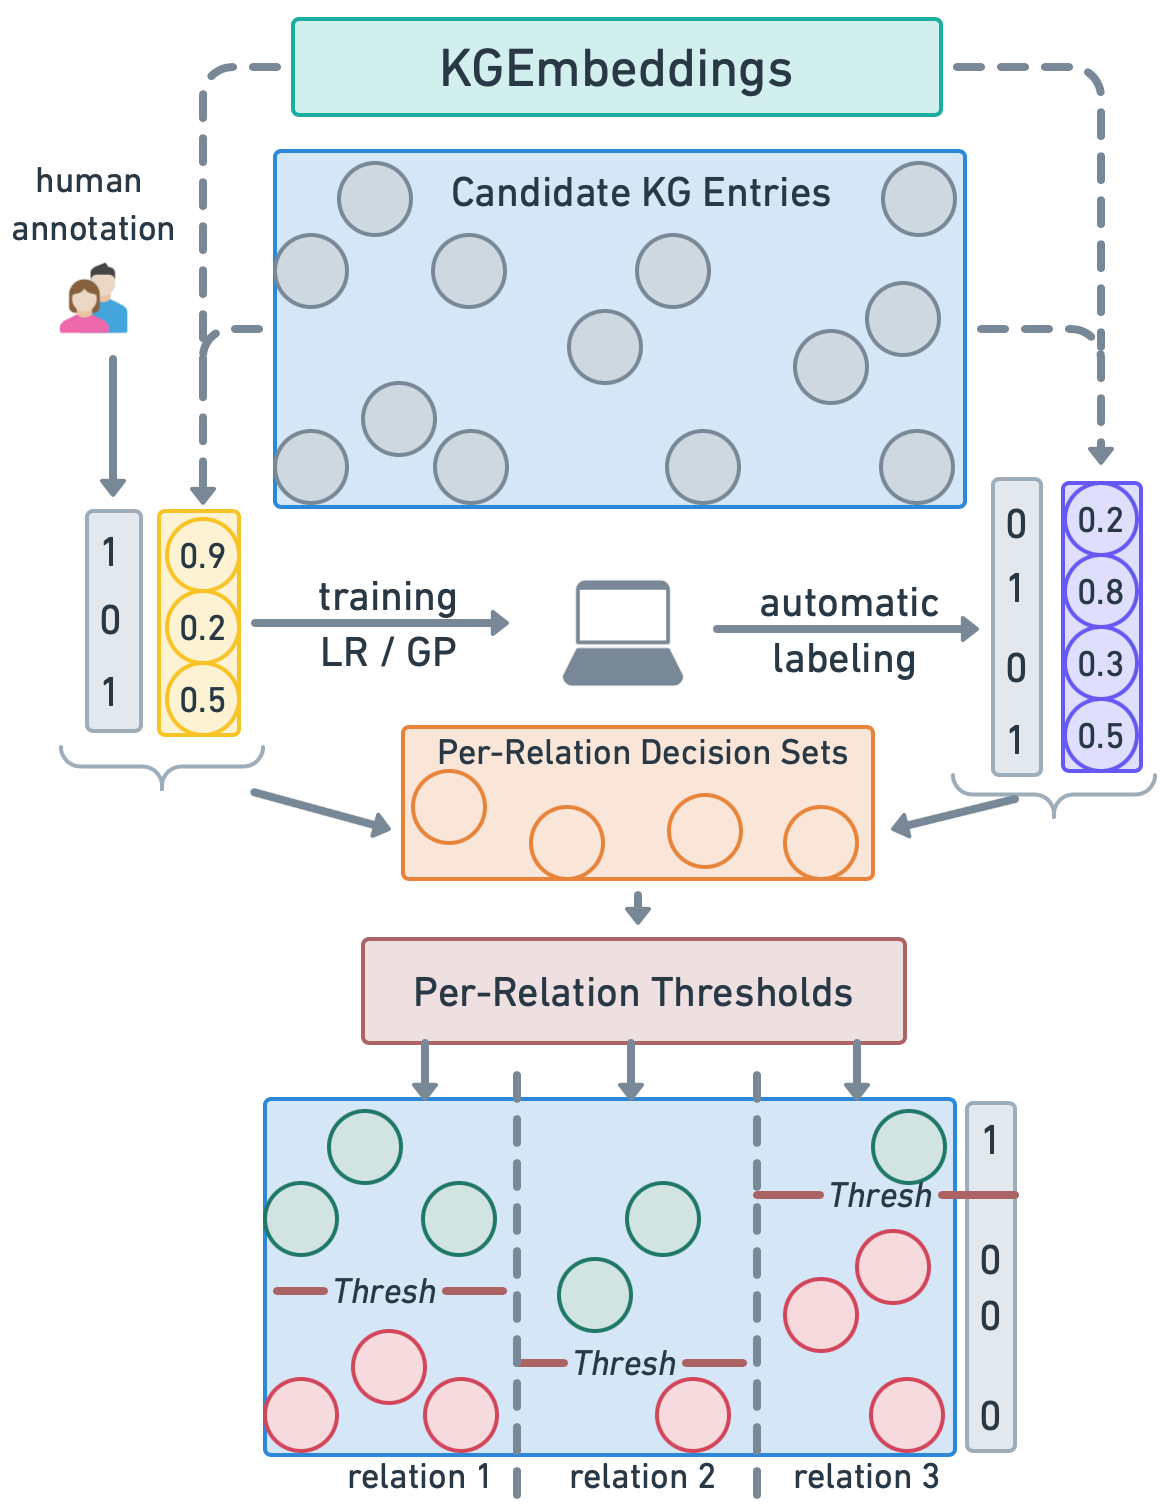 KGEmbeddings
human
annotation
Candidate KG Entries
1
0
1
0.9
0.2
0.5
training
LR / GP
automatic
labeling
0
1
0
1
0.2
0.8
0.3
0.5
Per-Relation Decision Sets
Per-Relation Thresholds
Thresh
Thresh
Thresh
1
0
0
0
relation 1
relation 2
relation 3